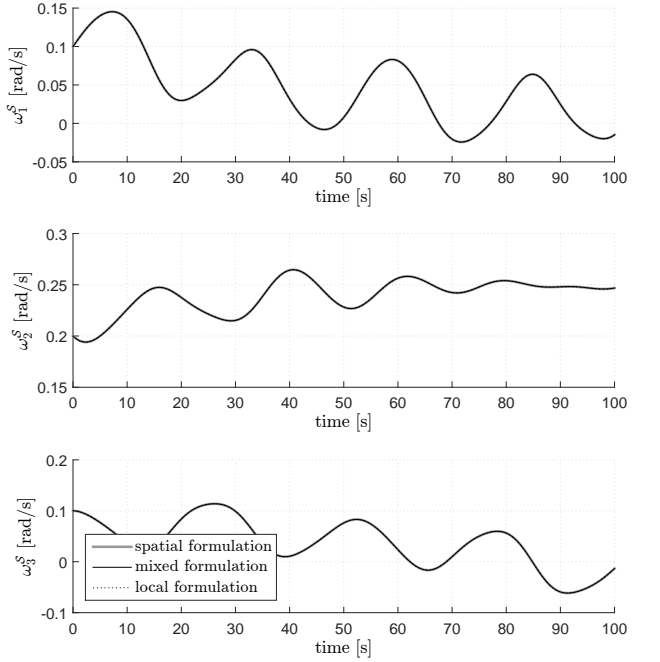 0.15
0.1
0.05
0
-0.05
ω₁ˢ [rad/s]
0 10 20 30 40 50 60 70 80 90 100
time [s]
0.3
0.25
0.2
0.15
ω₂ˢ [rad/s]
0 10 20 30 40 50 60 70 80 90 100
time [s]
0.2
0.1
0
-0.1
ω₃ˢ [rad/s]
spatial formulation
mixed formulation
local formulation
0 10 20 30 40 50 60 70 80 90 100
time [s]